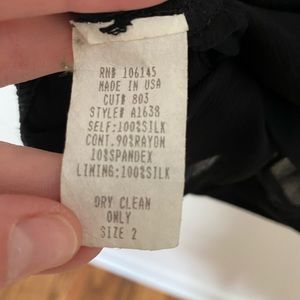 RN# 106145
MADE IN USA
CUT# 803
STYLE# A1638
SELF:100%SILK
CONT.90%RAYON
10%SPANDEX
LINING:100%SILK
DRY CLEAN
ONLY
SIZE 2